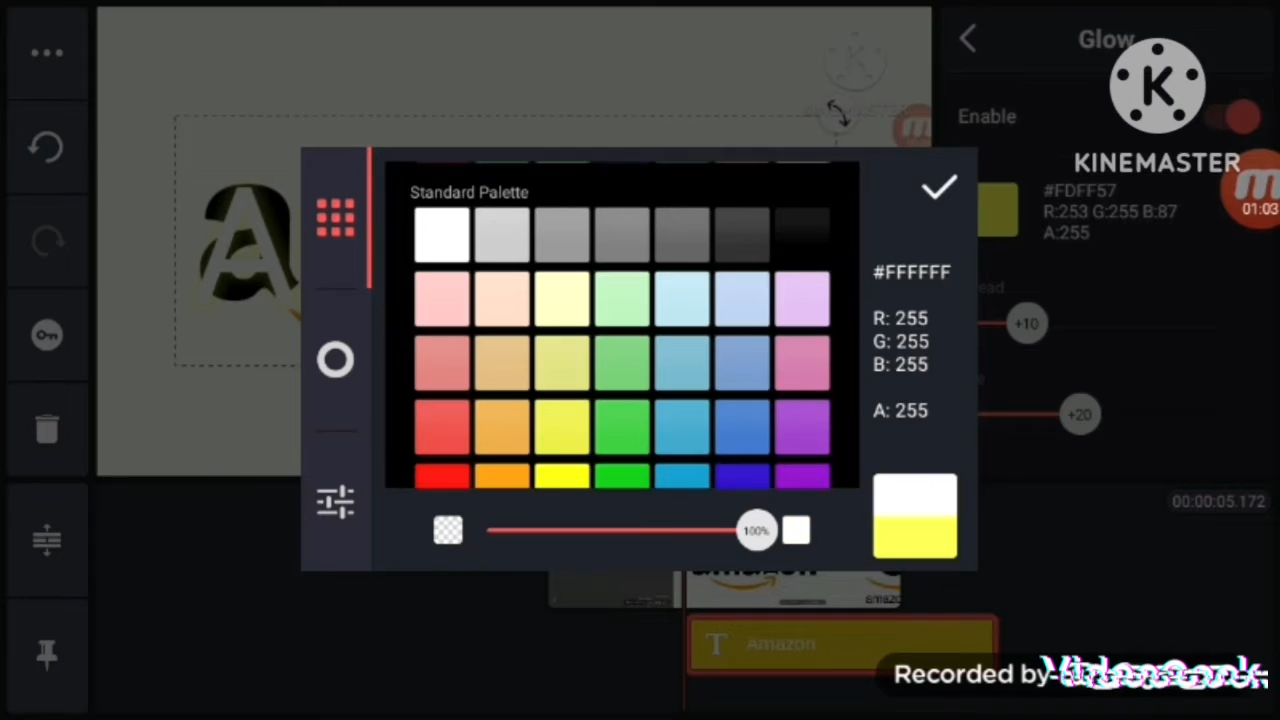 Glow
K
KINEMASTER
Enable
#FDFF57
R:253 G:255 B:87
A:255
01:03
Standard Palette
#FFFFFF
R: 255
G: 255
B: 255
A: 255
+10
+20
100%
00:00:05.172
A
amazon
T Amazon
Recorded by